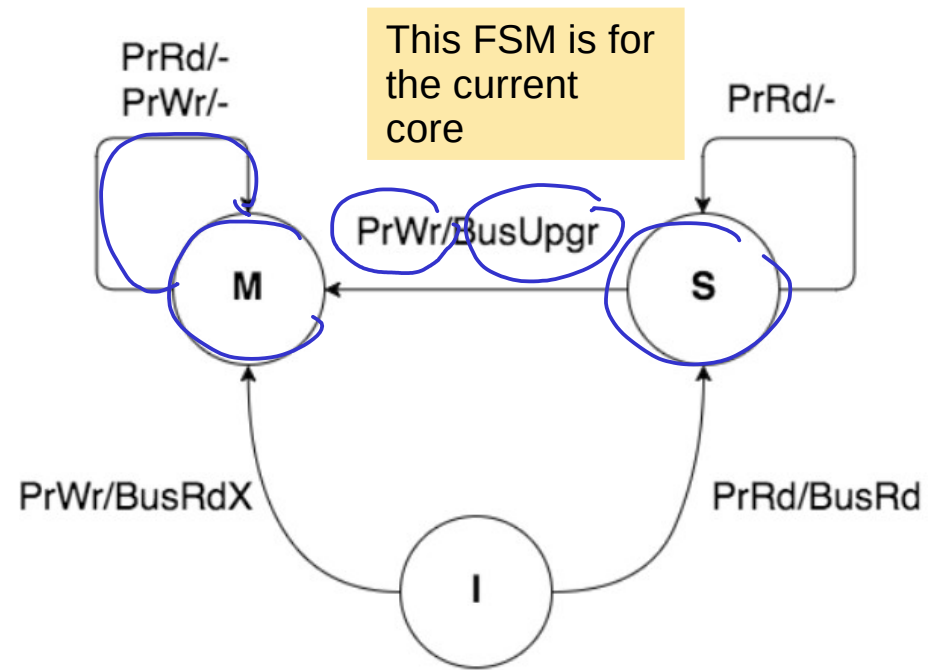 PrRd/-
PrWr/-
This FSM is for
the current
core
PrRd/-
PrWr/BusUpgr
M
S
PrWr/BusRdX
PrRd/BusRd
I